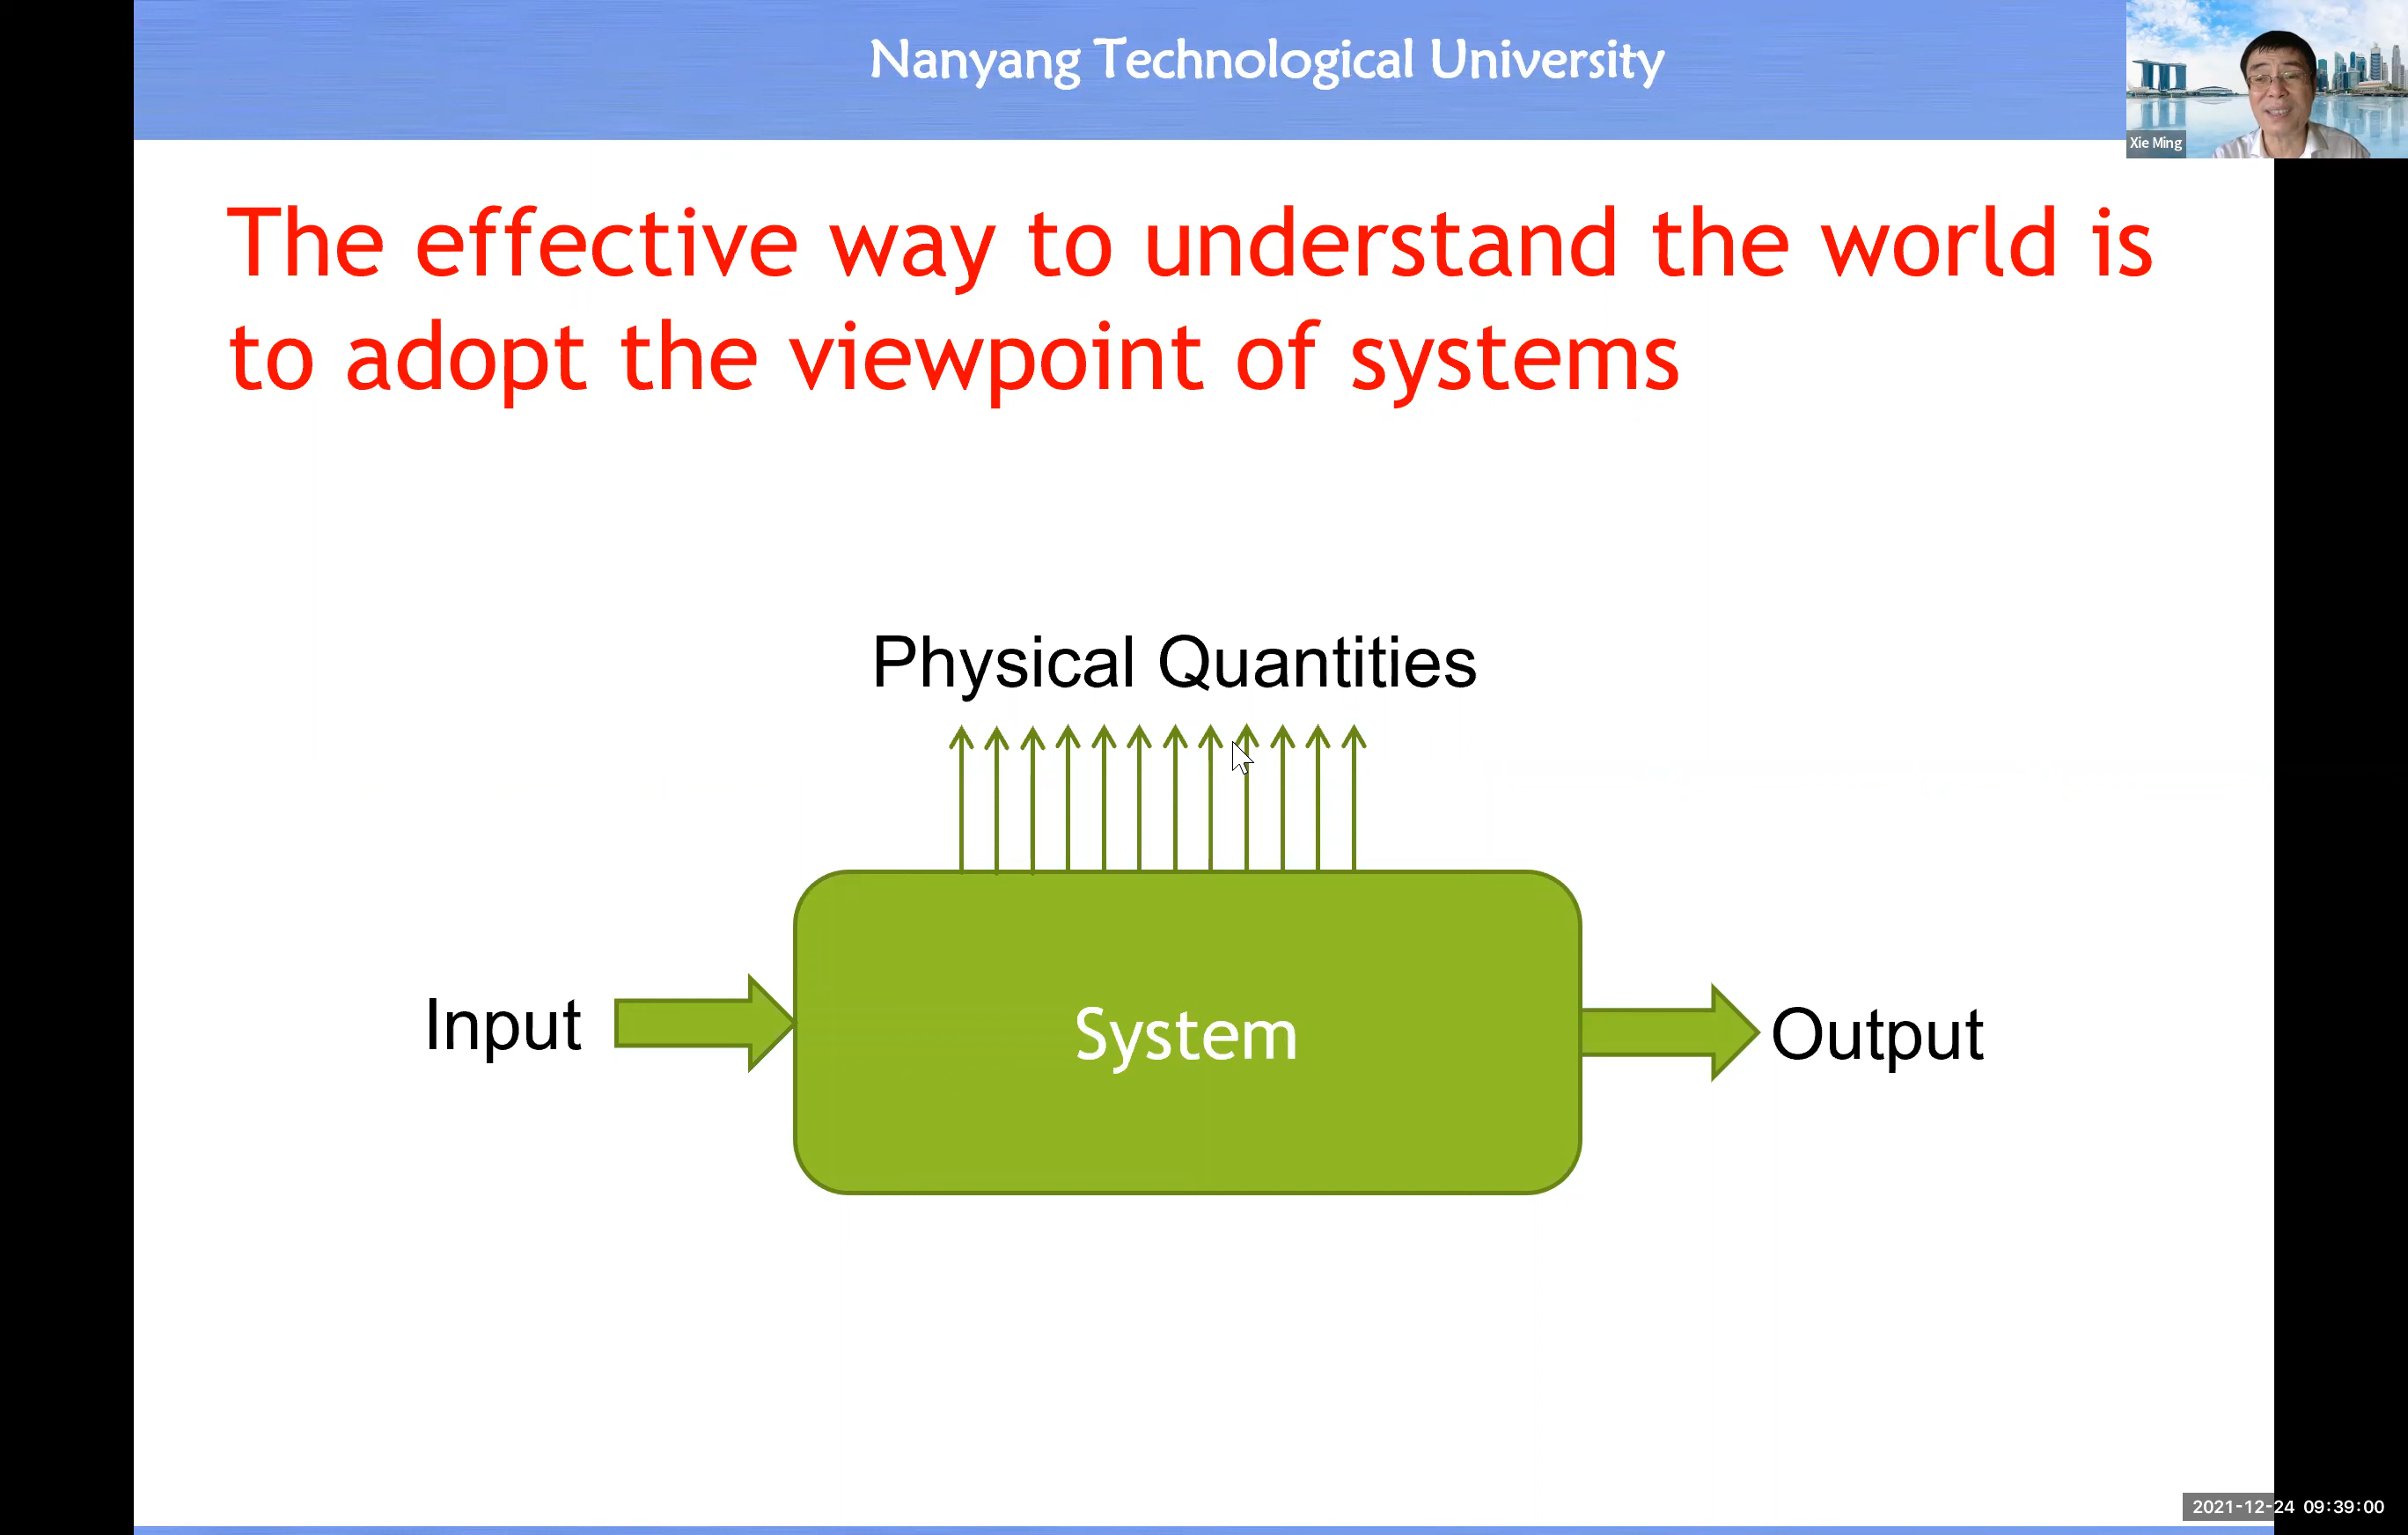 Nanyang Technological University
Xie Ming
The effective way to understand the world is
to adopt the viewpoint of systems
Physical Quantities
Input
System
Output
2021-12-24 09:39:00